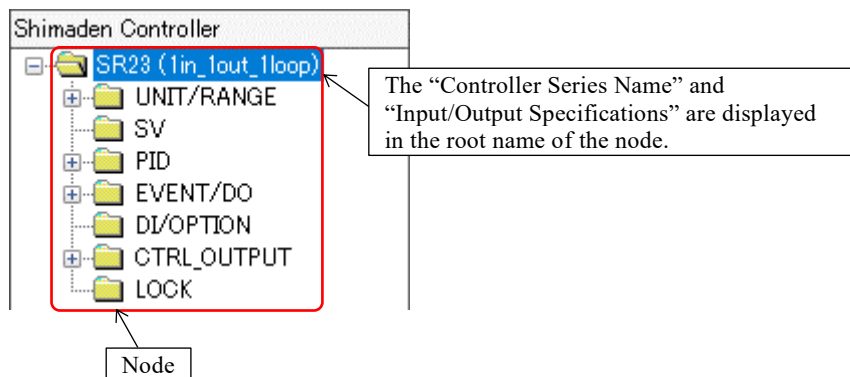 Shimaden Controller
SR23 (1in_1out_1loop)
UNIT/RANGE
SV
PID
EVENT/DO
DI/OPTION
CTRL_OUTPUT
LOCK
The “Controller Series Name” and
“Input/Output Specifications” are displayed
in the root name of the node.
Node